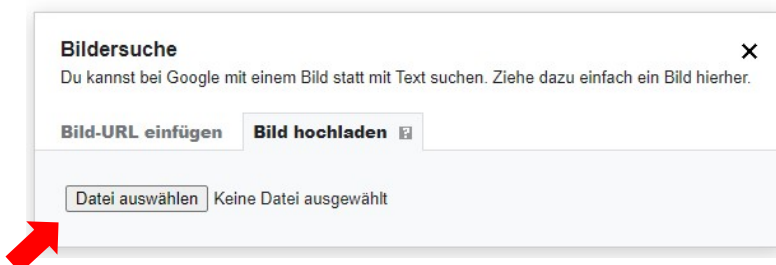 Bildersuche
Du kannst bei Google mit einem Bild statt mit Text suchen. Ziehe dazu einfach ein Bild hierher.
Bild-URL einfügen Bild hochladen ?
Datei auswählen Keine Datei ausgewählt